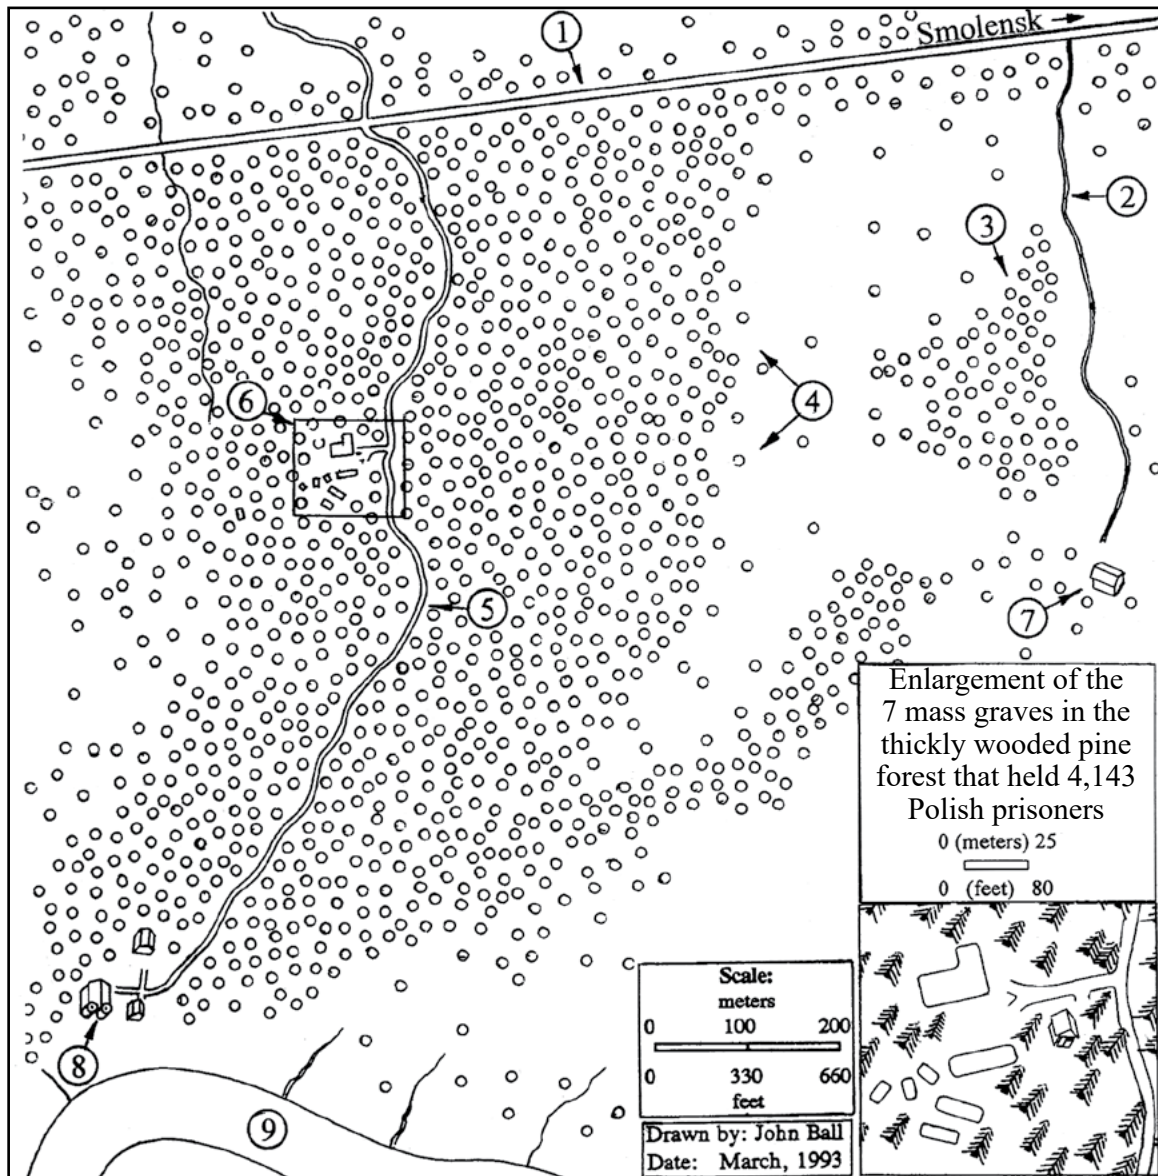 1
Smolensk
2
3
4
6
5
7
Enlargement of the
7 mass graves in the
thickly wooded pine
forest that held 4,143
Polish prisoners
0 (meters) 25
0 (feet) 80
8
9
Scale:
meters
0 100 200
0 330 660
feet
Drawn by: John Ball
Date: March, 1993